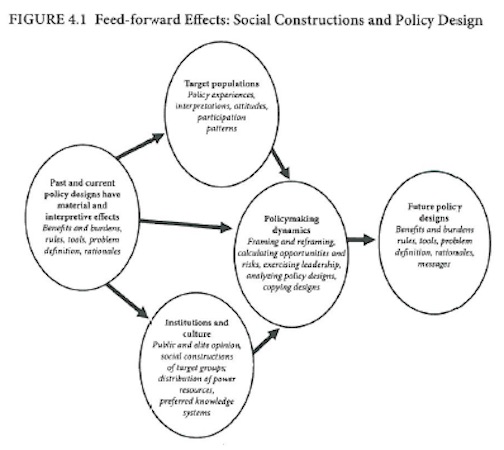 FIGURE 4.1 Feed-forward Effects: Social Constructions and Policy Design
Target populations
Policy experiences,
interpretations, attitudes,
participation
patterns
Past and current
policy designs have
material and
interpretive effects
Benefits and burdens,
rules, tools, problem
definition, rationales
Policymaking
dynamics
Framing and reframing,
calculating opportunities and
risks, exercising leadership,
analyzing policy designs,
copying designs
Future policy
designs
Benefits and burdens
rules, tools, problem
definition, rationales,
messages
Institutions and
culture
Public and elite opinion,
social constructions
of target groups;
distribution of power
resources,
preferred knowledge
systems